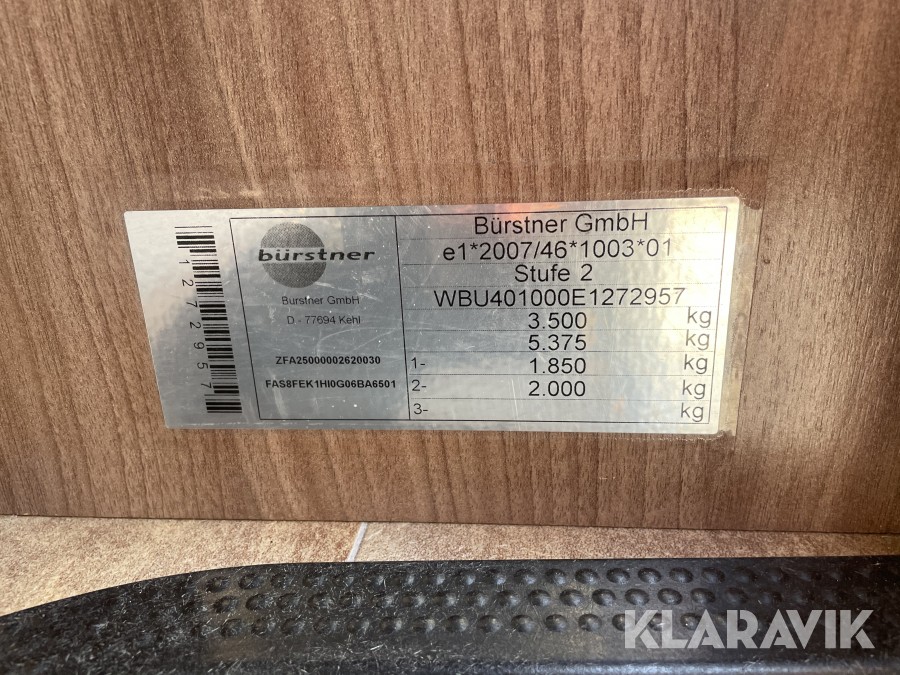 1272957
bürstner
Bürstner GmbH
D - 77694 Kehl
ZFA25000002620030
FAS8FEK1HI0G06BA6501
Bürstner GmbH
e1*2007/46*1003*01
Stufe 2
WBU401000E1272957
3.500 kg
5.375 kg
1- 1.850 kg
2- 2.000 kg
3- kg
KLARAVIK